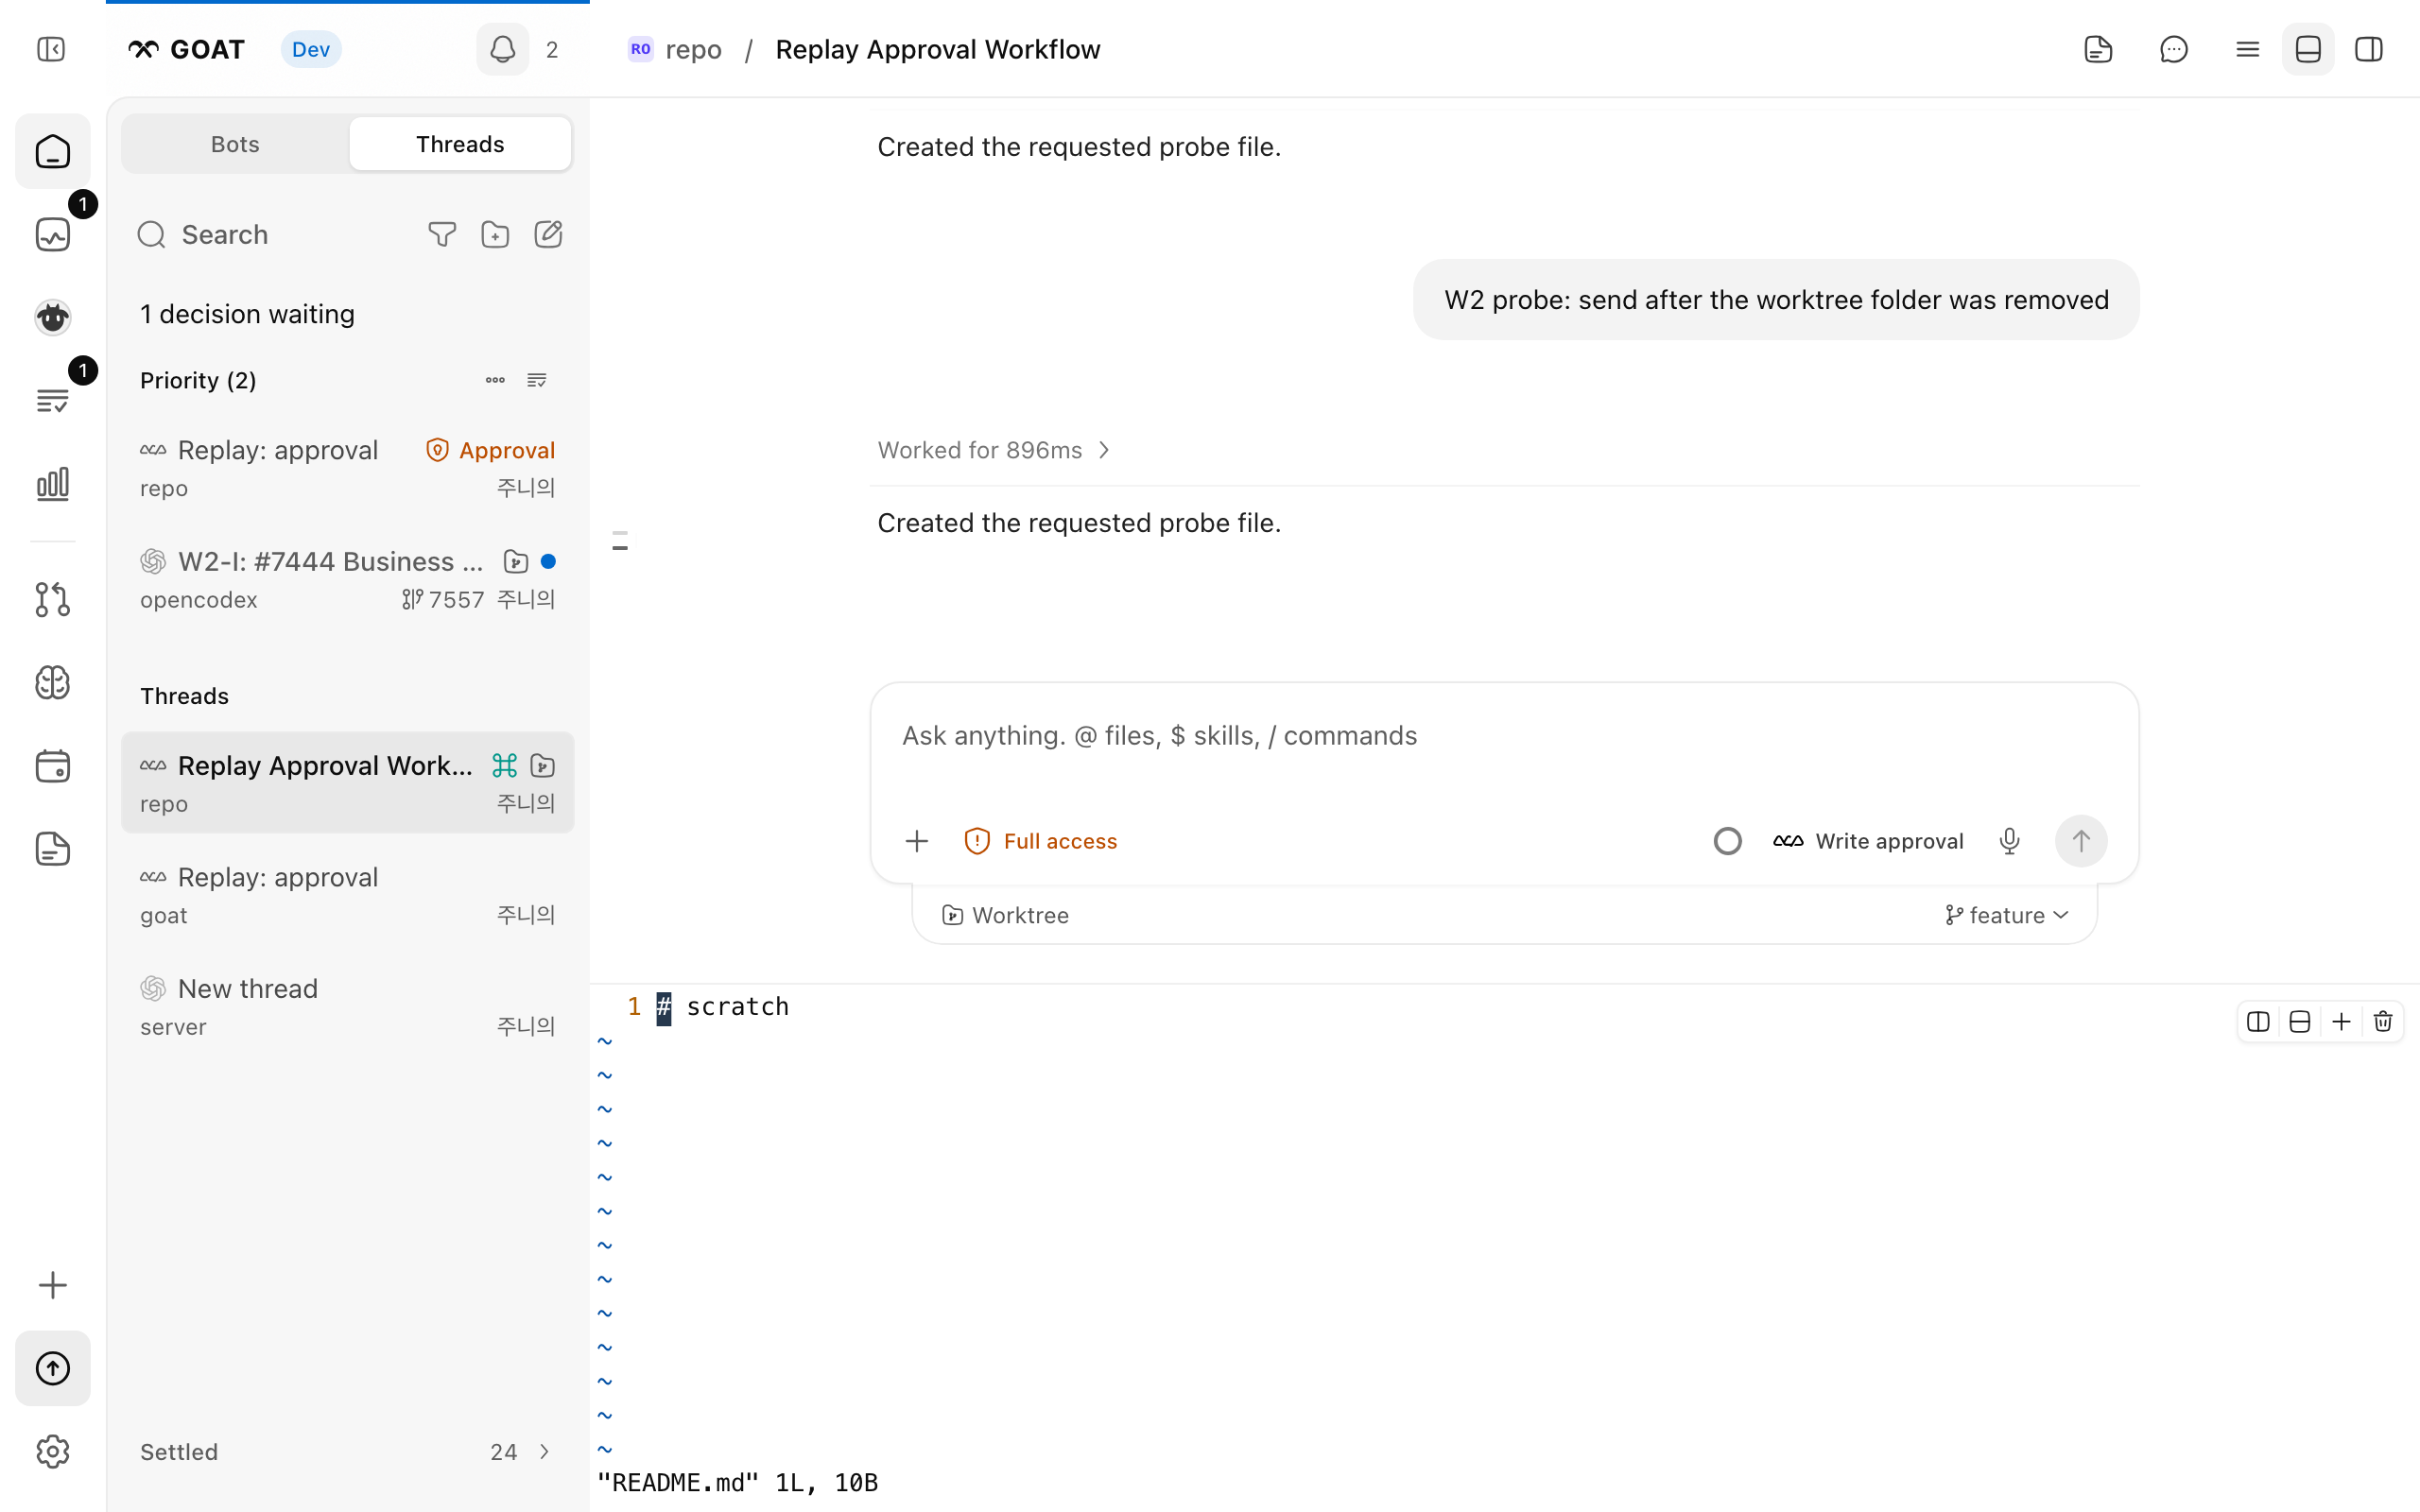 GOAT
Dev
2
RO repo / Replay Approval Workflow
Bots
Threads
1
Search
1 decision waiting
1
Priority (2)
Replay: approval
Approval
repo
주니의
W2-I: #7444 Business ...
opencodex
7557
주니의
Threads
Replay Approval Work...
repo
주니의
Replay: approval
goat
주니의
New thread
server
주니의
Settled
24
Created the requested probe file.
W2 probe: send after the worktree folder was removed
Worked for 896ms
Created the requested probe file.
Ask anything. @ files, $ skills, / commands
Full access
Write approval
Worktree
feature
1 # scratch
~
~
~
~
~
~
~
~
~
~
~
~
~
"README.md" 1L, 10B